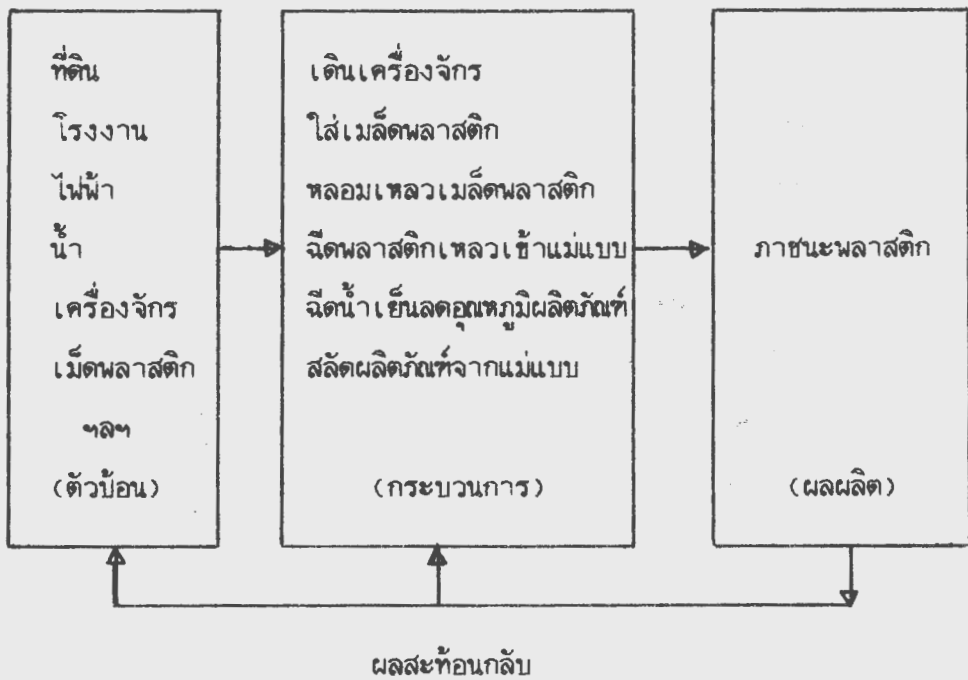 ที่ดิน
โรงงาน
ไฟฟ้า
น้ำ
เครื่องจักร
เม็ดพลาสติก
ฯลฯ
(ตัวป้อน)
เดินเครื่องจักร
ใส่เมล็ดพลาสติก
หลอมเหลวเมล็ดพลาสติก
ฉีดพลาสติกเหลวเข้าแม่แบบ
ฉีดน้ำเย็นลดอุณหภูมิผลิตภัณฑ์
สลัดผลิตภัณฑ์จากแม่แบบ
(กระบวนการ)
ภาชนะพลาสติก
(ผลผลิต)
ผลสะท้อนกลับ